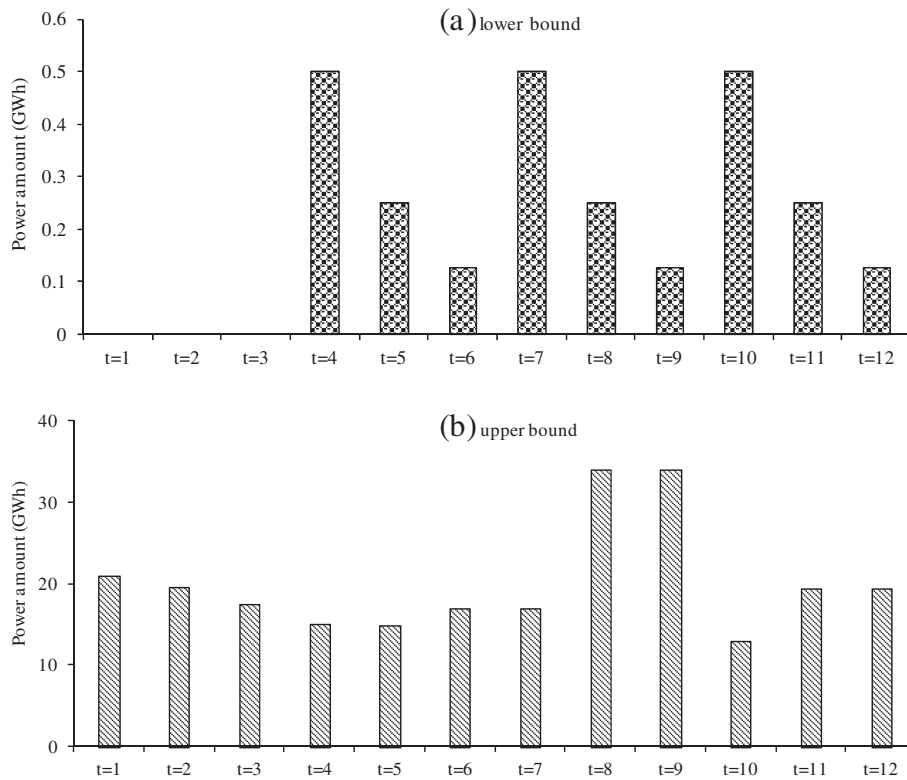 (a) lower bound
Power amount (GWh)
0.6
0.5
0.4
0.3
0.2
0.1
0
t=1 t=2 t=3 t=4 t=5 t=6 t=7 t=8 t=9 t=10 t=11 t=12
(b) upper bound
Power amount (GWh)
40
30
20
10
0
t=1 t=2 t=3 t=4 t=5 t=6 t=7 t=8 t=9 t=10 t=11 t=12